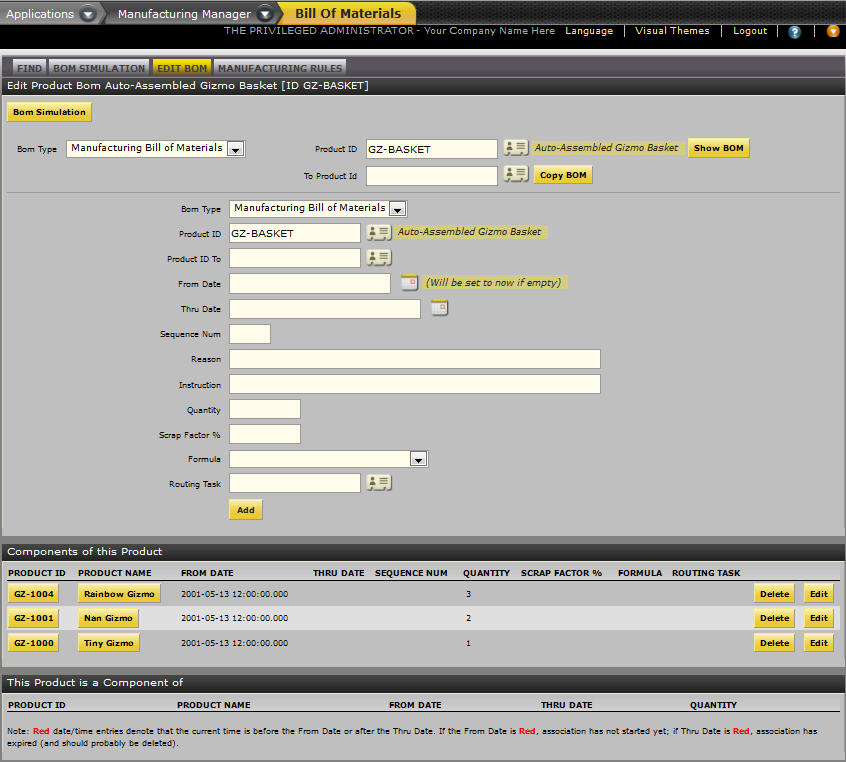 Applications Manufacturing Manager Bill Of Materials
THE PRIVILEGED ADMINISTRATOR - Your Company Name Here Language Visual Themes Logout ?
FIND BOM SIMULATION EDIT BOM MANUFACTURING RULES
Edit Product Bom Auto-Assembled Gizmo Basket [ID GZ-BASKET]
Bom Simulation
Bom Type Manufacturing Bill of Materials Product ID GZ-BASKET Auto-Assembled Gizmo Basket Show BOM
To Product Id Copy BOM
Bom Type Manufacturing Bill of Materials
Product ID GZ-BASKET Auto-Assembled Gizmo Basket
Product ID To
From Date (Will be set to now if empty)
Thru Date
Sequence Num
Reason
Instruction
Quantity
Scrap Factor %
Formula
Routing Task
Add
Components of this Product
PRODUCT ID PRODUCT NAME FROM DATE THRU DATE SEQUENCE NUM QUANTITY SCRAP FACTOR % FORMULA ROUTING TASK
GZ-1004 Rainbow Gizmo 2001-05-13 12:00:00.000 3 Delete Edit
GZ-1001 Nan Gizmo 2001-05-13 12:00:00.000 2 Delete Edit
GZ-1000 Tiny Gizmo 2001-05-13 12:00:00.000 1 Delete Edit
This Product is a Component of
PRODUCT ID PRODUCT NAME FROM DATE THRU DATE QUANTITY
Note: Red date/time entries denote that the current time is before the From Date or after the Thru Date. If the From Date is Red, association has not started yet; if Thru Date is Red, association has
expired (and should probably be deleted).